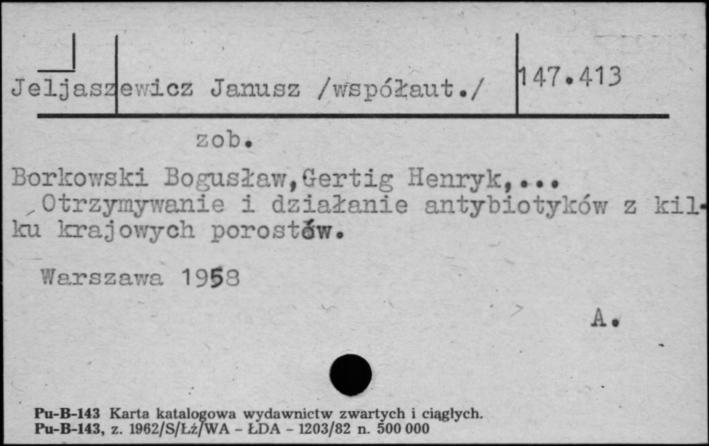 Jeljaszewicz Janusz /współaut./ 147.413
zob.
Borkowski Bogusław,Gertig Henryk,...
Otrzymywanie i działanie antybiotyków z kil-
ku krajowych porostów.
Warszawa 1958
A.
Pu-B-143 Karta katalogowa wydawnictw zwartych i ciągłych.
Pu-B-143, z. 1962/S/Łż/WA - ŁDA - 1203/82 n. 500 000